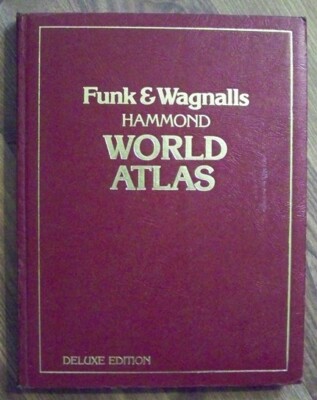 Funk & Wagnalls
HAMMOND
WORLD
ATLAS
DELUXE EDITION